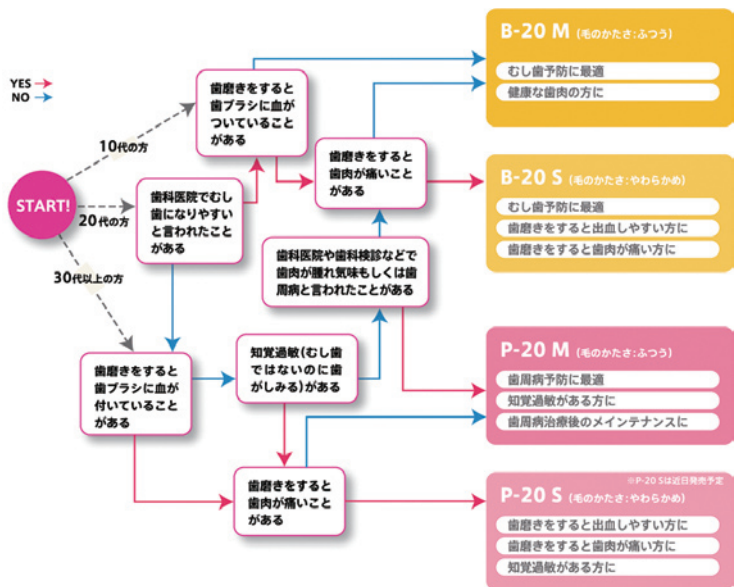 YES
NO
START!
10代の方
20代の方
30代以上の方
歯磨きをすると
歯ブラシに血が
ついていること
がある
歯科医院でむし
歯になりやすい
と言われたこと
がある
歯磨きをすると
歯肉が痛いこと
がある
歯科医院や歯科検診などで
歯肉が腫れ気味もしくは歯
周病と言われたことがある
歯磨きをすると
歯ブラシに血が
付いていること
がある
知覚過敏(むし歯
ではないのに歯
がしみる)がある
歯磨きをすると
歯肉が痛いこと
がある
B-20 M (毛のかたさ:ふつう)
むし歯予防に最適
健康な歯肉の方に
B-20 S (毛のかたさ:やわらかめ)
むし歯予防に最適
歯磨きをすると出血しやすい方に
歯磨きをすると歯肉が痛い方に
P-20 M (毛のかたさ:ふつう)
歯周病予防に最適
知覚過敏がある方に
歯周病治療後のメインテナンスに
※P-20 Sは近日発売予定
P-20 S (毛のかたさ:やわらかめ)
歯磨きをすると出血しやすい方に
歯磨きをすると歯肉が痛い方に
知覚過敏がある方に